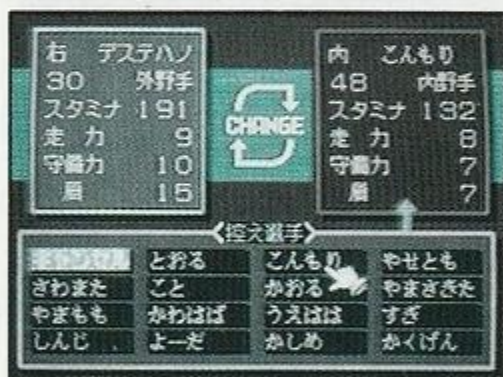 右 デステハノ
30 外野手
スタミナ 191
走力 9
守備力 10
肩 15
CHANGE
内 こんもり
48 内野手
スタミナ 132
走力 8
守備力 7
肩 7
《控え選手》
とおる こんもり やせとも
さわまた こと かおる やまさきた
やまもも かわはば うえはは すぎ
しんじ よーだ かしめ かくげん